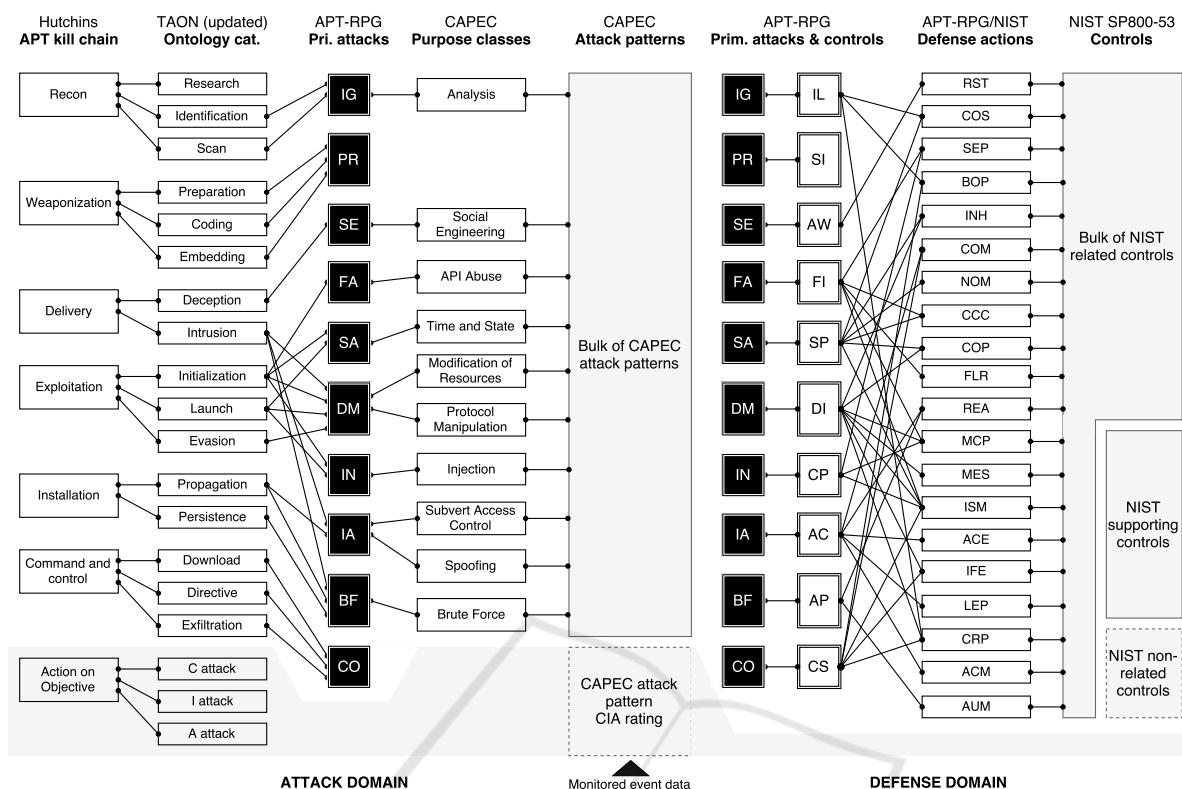 Hutchins
APT kill chain
TAON (updated)
Ontology cat.
APT-RPG
Pri. attacks
CAPEC
Purpose classes
CAPEC
Attack patterns
APT-RPG
Prim. attacks & controls
APT-RPG/NIST
Defense actions
NIST SP800-53
Controls
Recon
Weaponization
Delivery
Exploitation
Installation
Command and
control
Action on
Objective
Research
Identification
Scan
Preparation
Coding
Embedding
Deception
Intrusion
Initialization
Launch
Evasion
Propagation
Persistence
Download
Directive
Exfiltration
C attack
I attack
A attack
IG
PR
SE
FA
SA
DM
IN
IA
BF
CO
Analysis
Social
Engineering
API Abuse
Time and State
Modification of
Resources
Protocol
Manipulation
Injection
Subvert Access
Control
Spoofing
Brute Force
Bulk of CAPEC
attack patterns
CAPEC attack
pattern
CIA rating
Monitored event data
IG
PR
SE
FA
SA
DM
IN
IA
BF
CO
IL
SI
AW
FI
SP
DI
CP
AC
AP
CS
RST
COS
SEP
BOP
INH
COM
NOM
CCC
COP
FLR
REA
MCP
MES
ISM
ACE
IFE
LEP
CRP
ACM
AUM
Bulk of NIST
related controls
NIST
supporting
controls
NIST non-
related
controls
ATTACK DOMAIN
DEFENSE DOMAIN